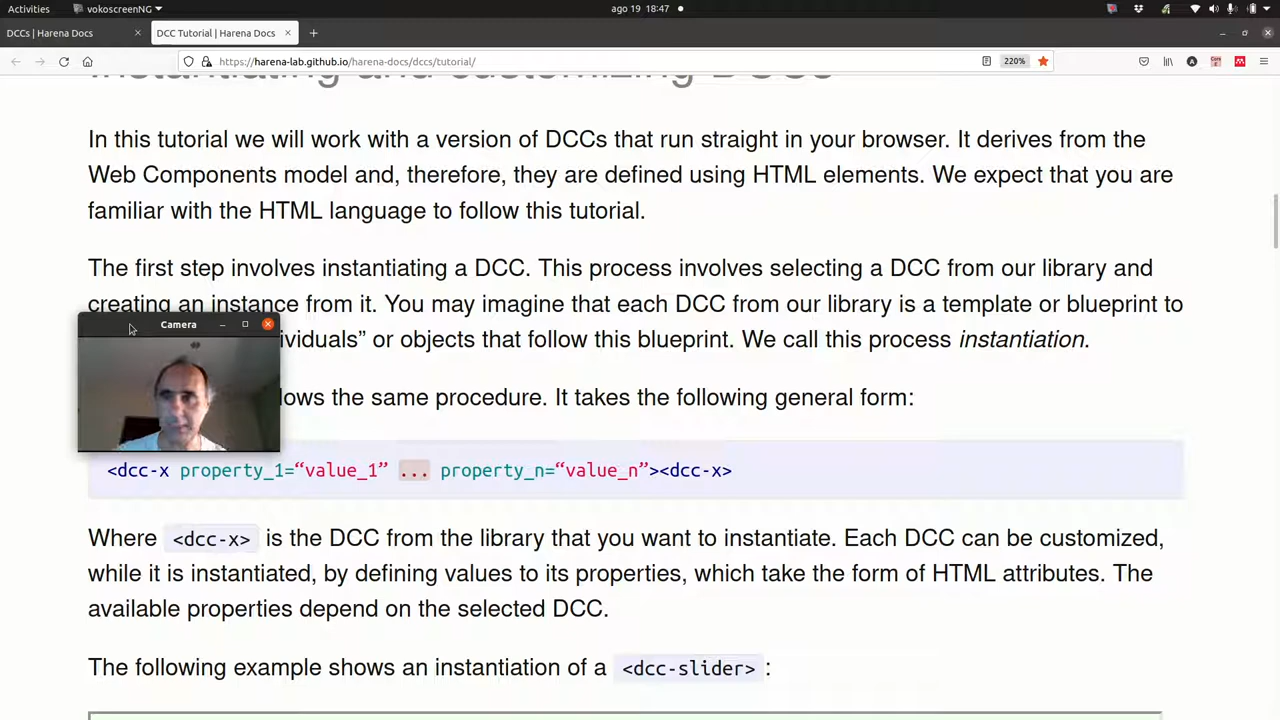 Activities vokoscreenNG ago 19 18:47
DCCs | Harena Docs DCC Tutorial | Harena Docs
https://harena-lab.github.io/harena-docs/dccs/tutorial/ 220%
Instantiating and customizing DCCs
In this tutorial we will work with a version of DCCs that run straight in your browser. It derives from the
Web Components model and, therefore, they are defined using HTML elements. We expect that you are
familiar with the HTML language to follow this tutorial.
The first step involves instantiating a DCC. This process involves selecting a DCC from our library and
creating an instance from it. You may imagine that each DCC from our library is a template or blueprint to
Camera
ividuals” or objects that follow this blueprint. We call this process instantiation.
lows the same procedure. It takes the following general form:
<dcc-x property_1=“value_1” ... property_n=“value_n”><dcc-x>
Where <dcc-x> is the DCC from the library that you want to instantiate. Each DCC can be customized,
while it is instantiated, by defining values to its properties, which take the form of HTML attributes. The
available properties depend on the selected DCC.
The following example shows an instantiation of a <dcc-slider> :